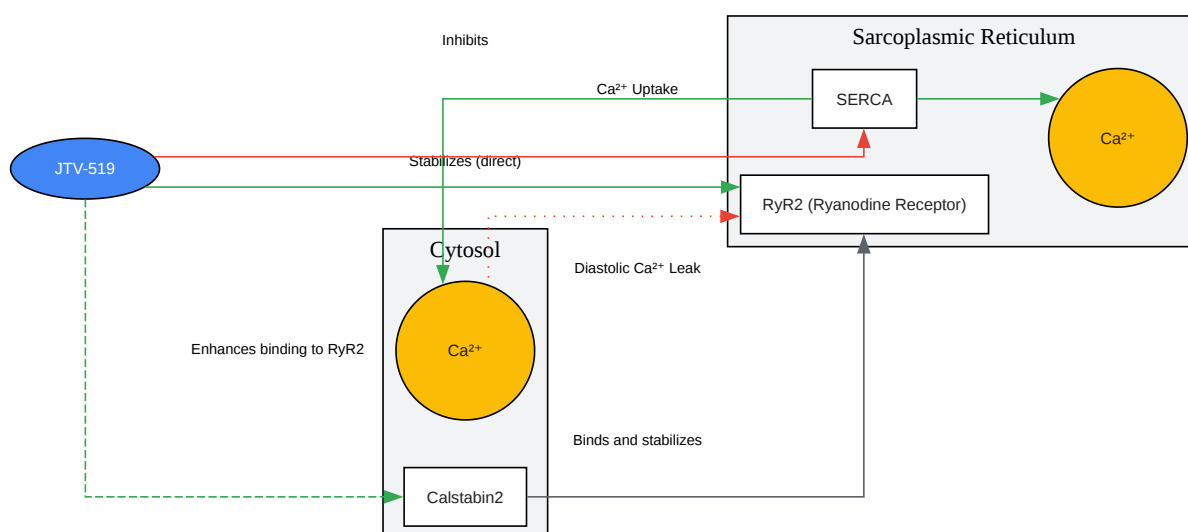 Inhibits
Sarcoplasmic Reticulum
Ca²⁺ Uptake
SERCA
Ca²⁺
Stabilizes (direct)
JTV-519
RyR2 (Ryanodine Receptor)
Cytosol
Diastolic Ca²⁺ Leak
Enhances binding to RyR2
Ca²⁺
Binds and stabilizes
Calstabin2